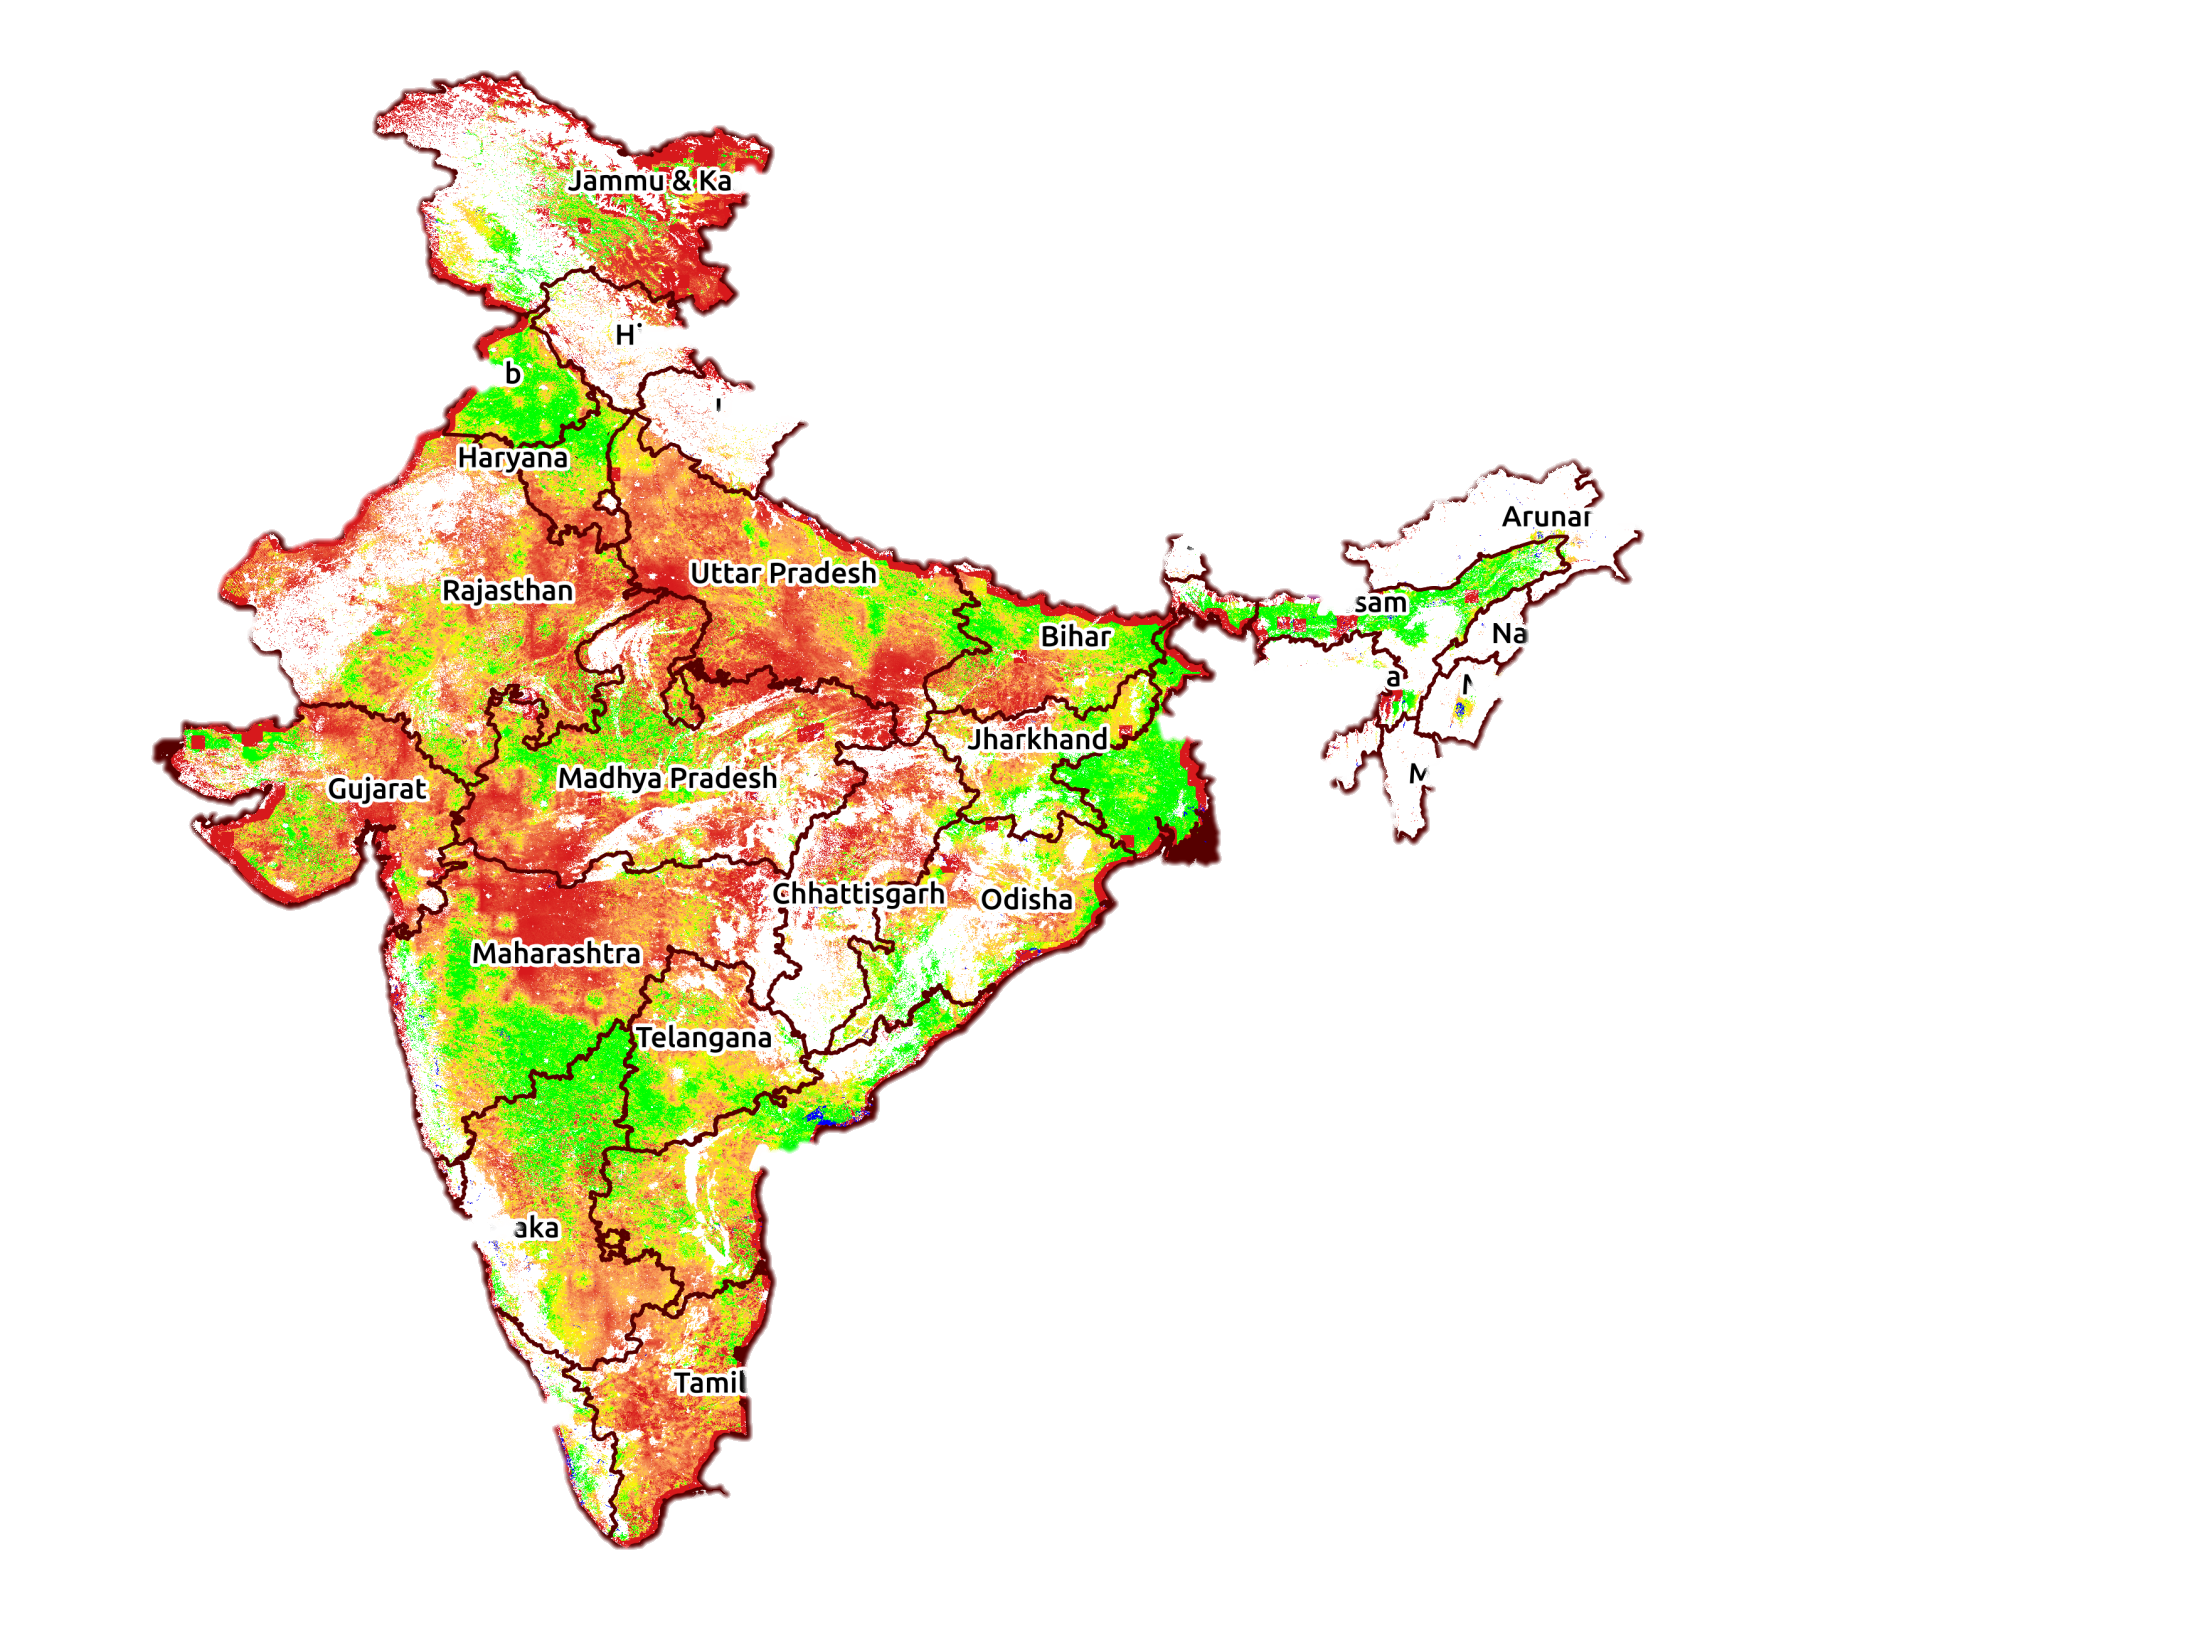 Jammu & Ka
H
b
Haryana
Arunar
Uttar Pradesh
Rajasthan
sam
Na
Bihar
a
Jharkhand
Madhya Pradesh
M
Gujarat
Chhattisgarh
Odisha
Maharashtra
Telangana
aka
Tamil